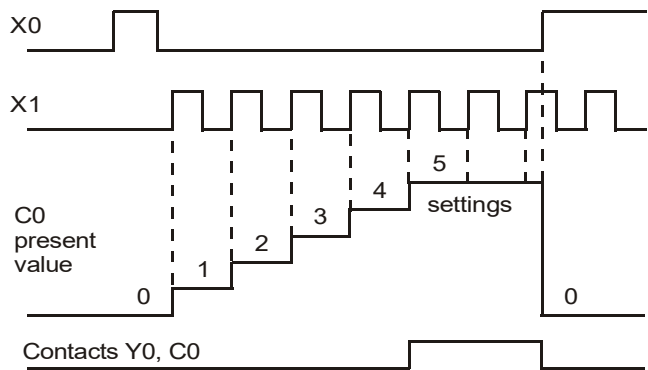 X0
X1
5
4
settings
3
C0
present
value
2
1
0
0
Contacts Y0, C0